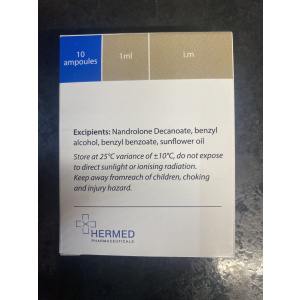 10 ampoules
1ml
i.m
Excipients: Nandrolone Decanoate, benzyl
alcohol, benzyl benzoate, sunflower oil
Store at 25°C variance of ±10°C, do not expose
to direct sunlight or ionising radiation.
Keep away fromreach of children, choking
and injury hazard.
HERMED
PHARMACEUTICALS